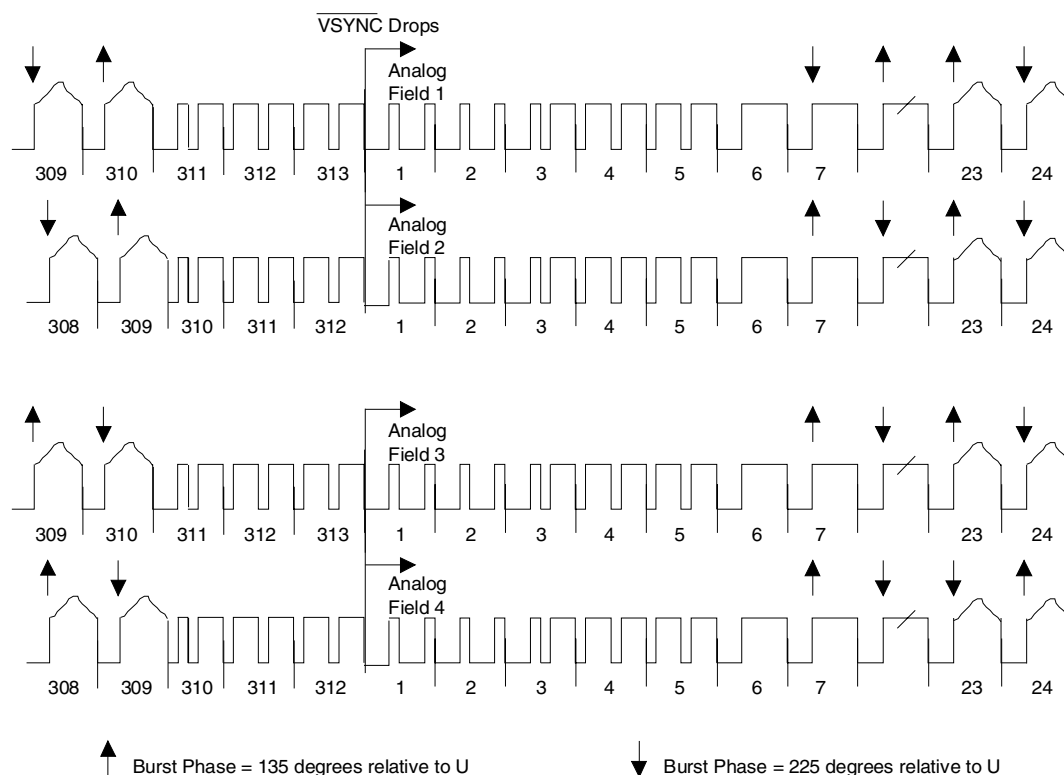 VSYNC Drops
Analog
Field 1
309 310 311 312 313 1 2 3 4 5 6 7 23 24
Analog
Field 2
308 309 310 311 312 1 2 3 4 5 6 7 23 24
Analog
Field 3
309 310 311 312 313 1 2 3 4 5 6 7 23 24
Analog
Field 4
308 309 310 311 312 1 2 3 4 5 6 7 23 24
Burst Phase = 135 degrees relative to U
Burst Phase = 225 degrees relative to U